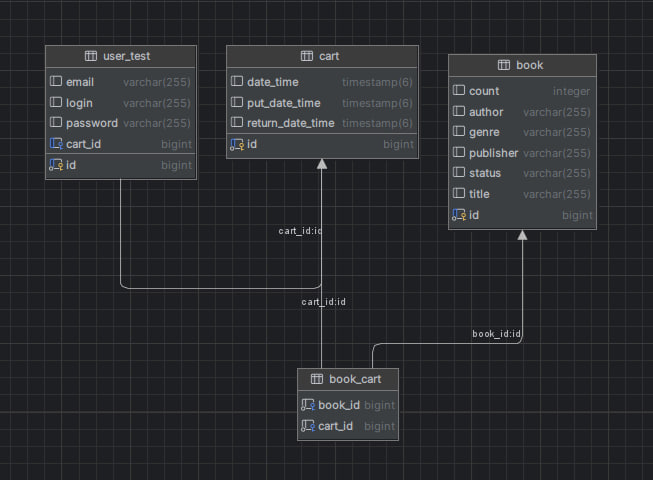 user_test
email varchar(255)
login varchar(255)
password varchar(255)
cart_id bigint
id bigint
cart
date_time timestamp(6)
put_date_time timestamp(6)
return_date_time timestamp(6)
id bigint
book
count integer
author varchar(255)
genre varchar(255)
publisher varchar(255)
status varchar(255)
title varchar(255)
id bigint
cart_id:id
cart_id:id
book_id:id
book_cart
book_id bigint
cart_id bigint